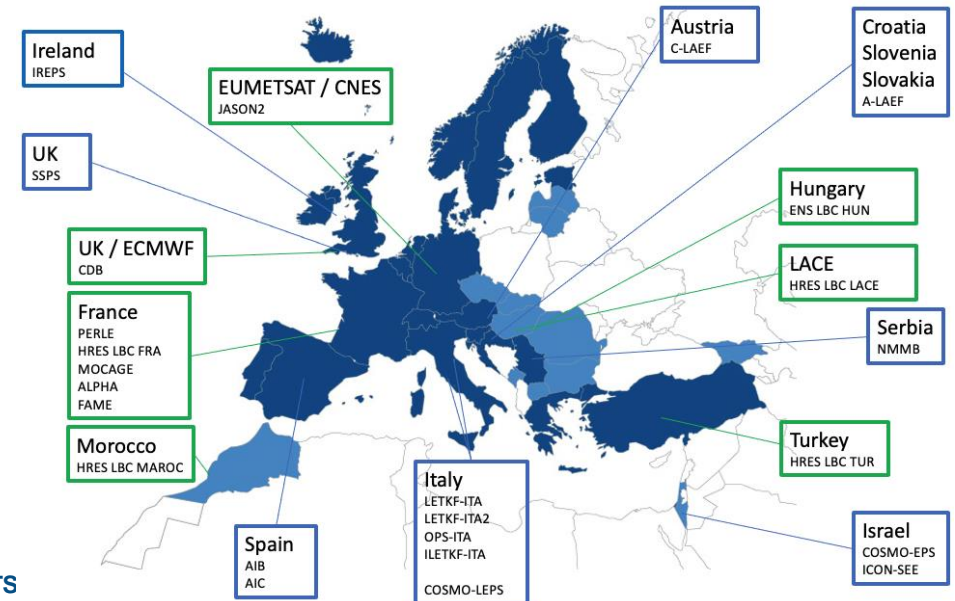 Ireland
IREPS
UK
SSPS
EUMETSAT / CNES
JASON2
UK / ECMWF
CDB
France
PERLE
HRES LBC FRA
MOCAGE
ALPHA
FAME
Morocco
HRES LBC MAROC
Spain
AIB
AIC
Italy
LETKF-ITA
LETKF-ITA2
OPS-ITA
ILETKF-ITA
COSMO-LEPS
Austria
C-LAEF
Croatia
Slovenia
Slovakia
A-LAEF
Hungary
ENS LBC HUN
LACE
HRES LBC LACE
Serbia
NMMB
Turkey
HRES LBC TUR
Israel
COSMO-EPS
ICON-SEE
TS